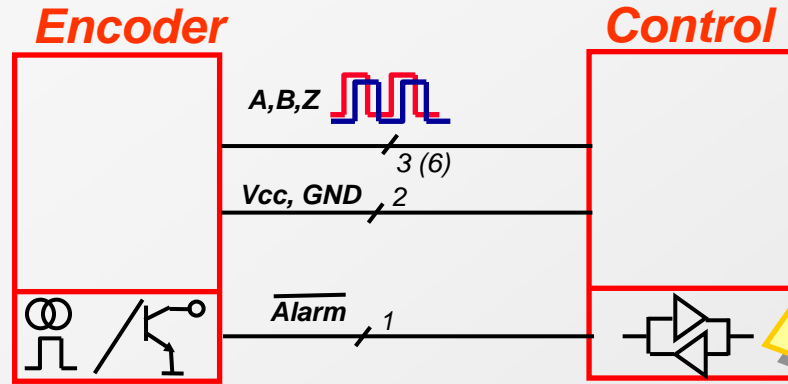 Encoder
Control
A,B,Z
3 (6)
Vcc, GND
2
Alarm
1